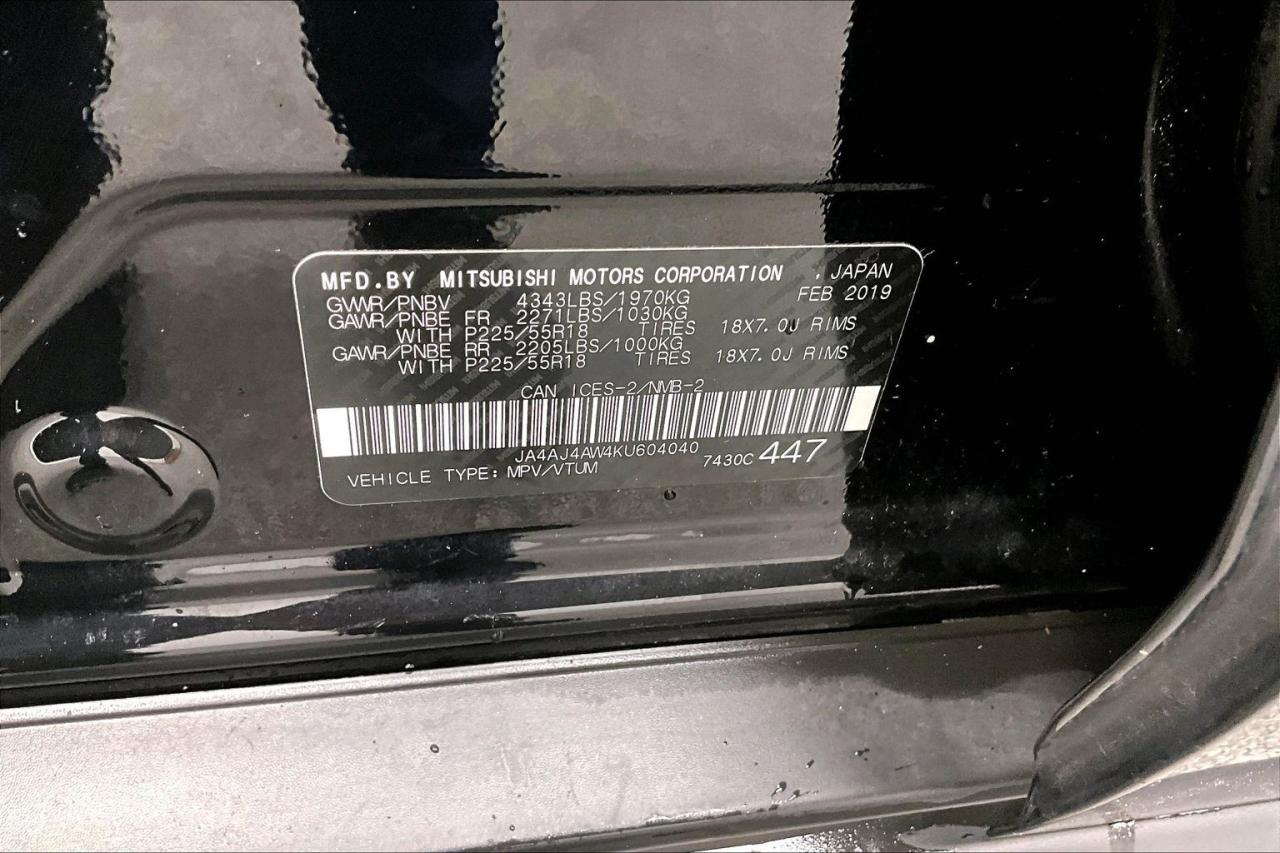 MFD.BY MITSUBISHI MOTORS CORPORATION , JAPAN
GWWR/PNBV 4343LBS/1970KG FEB 2019
GAWR/PNBE FR 2271LBS/1030KG
WITH P225/55R18 TIRES 18X7.0J RIMS
GAWR/PNBE RR 2205LBS/1000KG
WITH P225/55R18 TIRES 18X7.0J RIMS
CAN ICES-2/NMB-2
JA4AJ4AW4KU604040
VEHICLE TYPE: MPV/VTUM 7430C 447